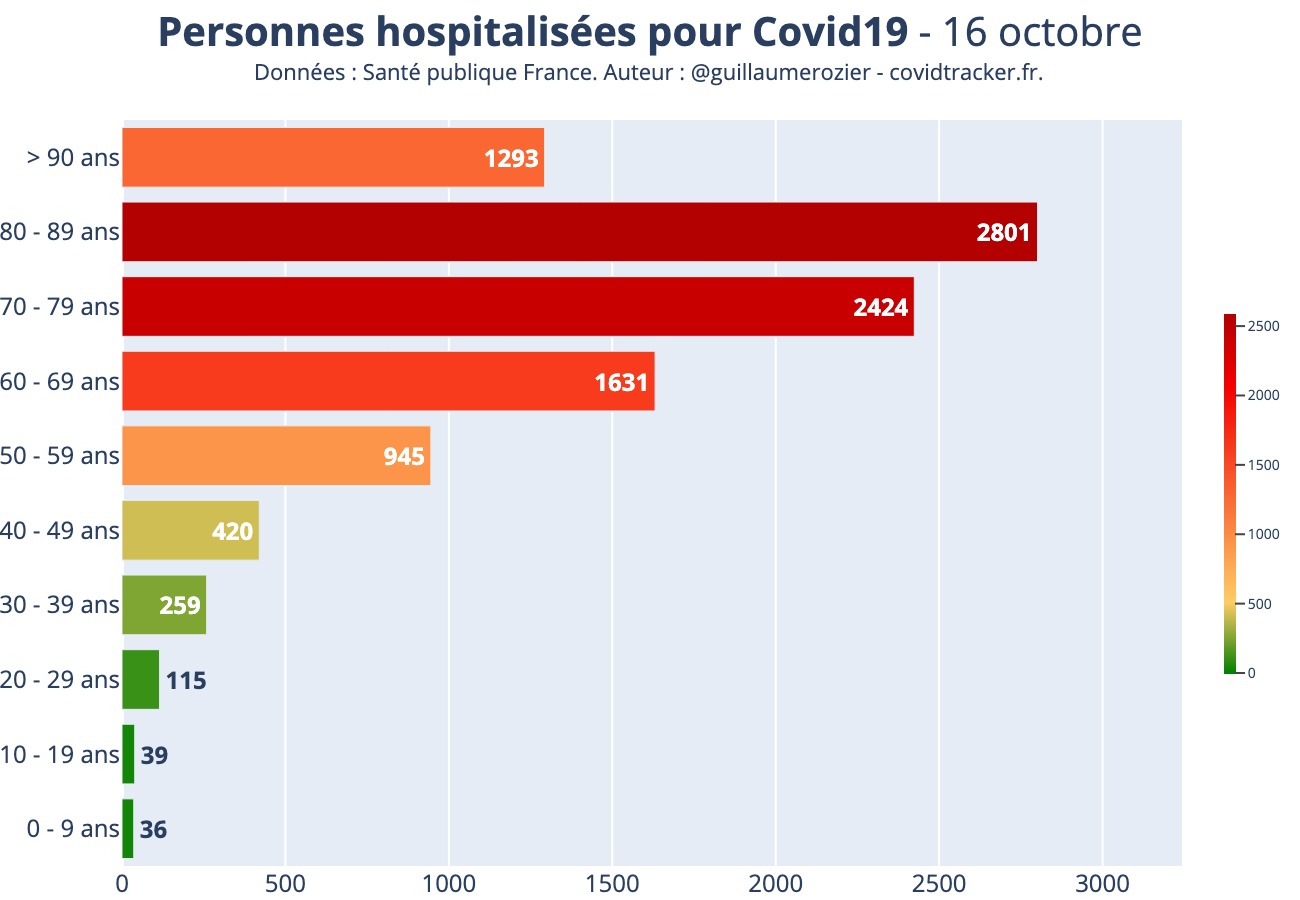 Personnes hospitalisées pour Covid19 - 16 octobre
Données : Santé publique France. Auteur : @guillaumerozier - covidtracker.fr.
> 90 ans 1293
80 - 89 ans 2801
70 - 79 ans 2424
60 - 69 ans 1631
50 - 59 ans 945
40 - 49 ans 420
30 - 39 ans 259
20 - 29 ans 115
10 - 19 ans 39
0 - 9 ans 36
0 500 1000 1500 2000 2500 3000
2500
2000
1500
1000
500
0